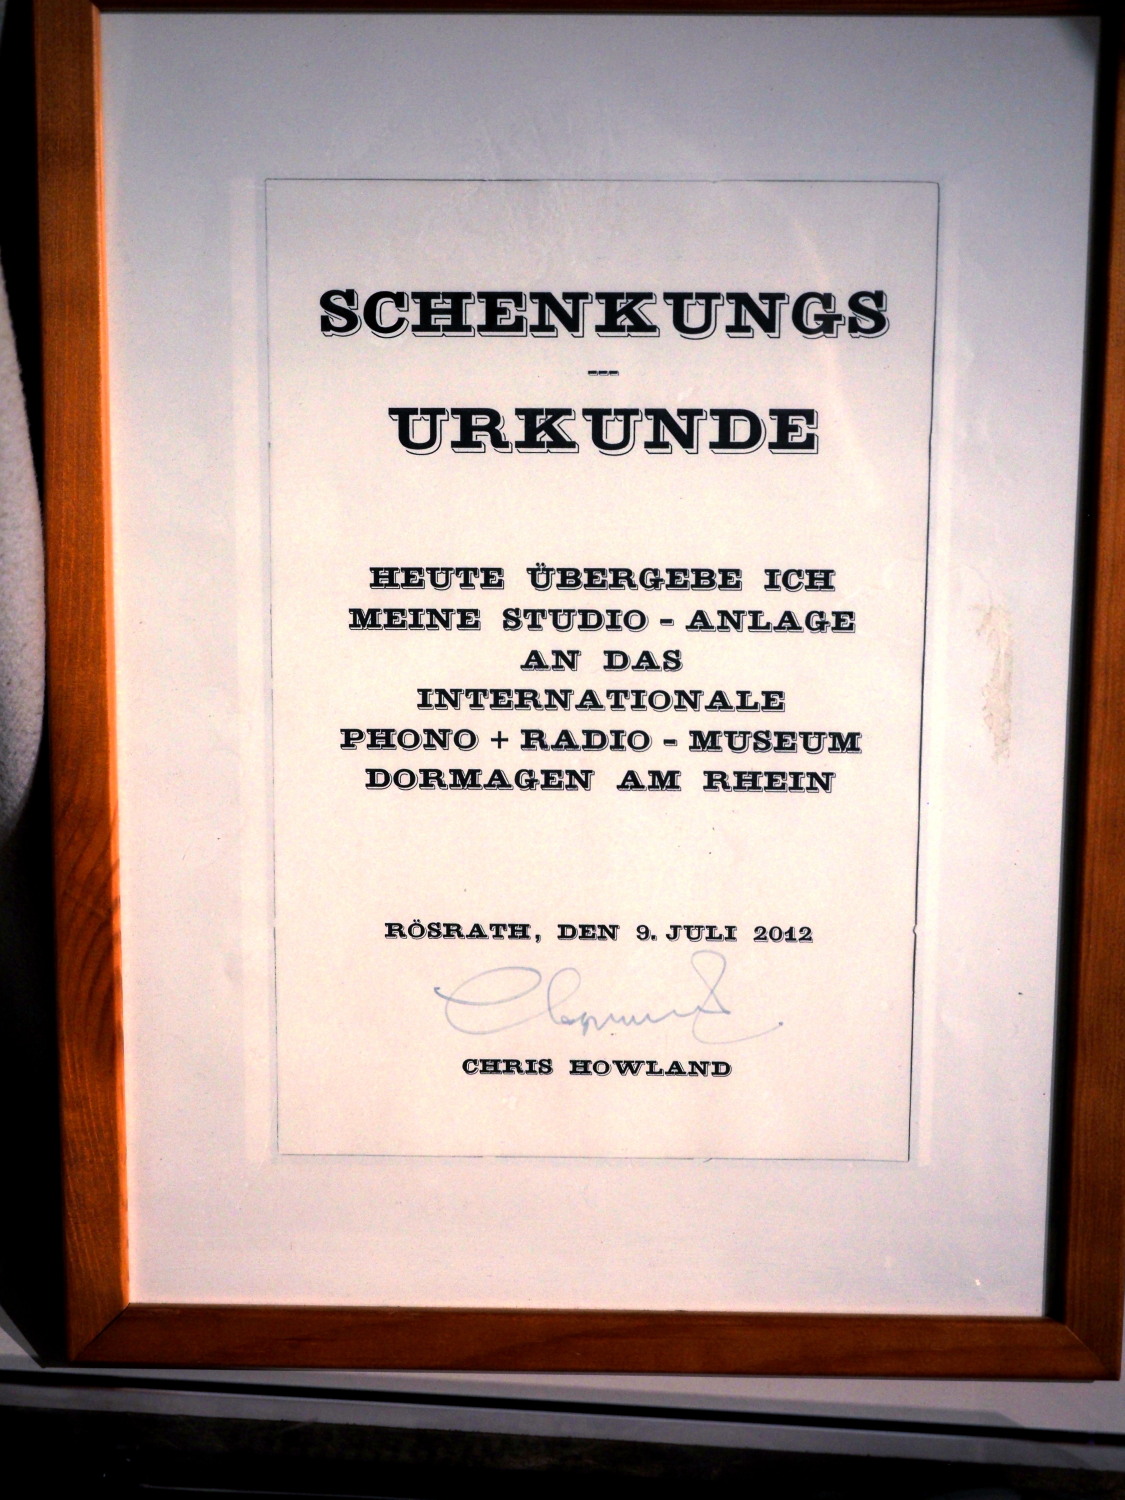 SCHENKUNGS
---
URKUNDE
HEUTE ÜBERGEBE ICH
MEINE STUDIO - ANLAGE
AN DAS
INTERNATIONALE
PHONO + RADIO - MUSEUM
DORMAGEN AM RHEIN
RÖSRATH, DEN 9. JULI 2012
CHRIS HOWLAND